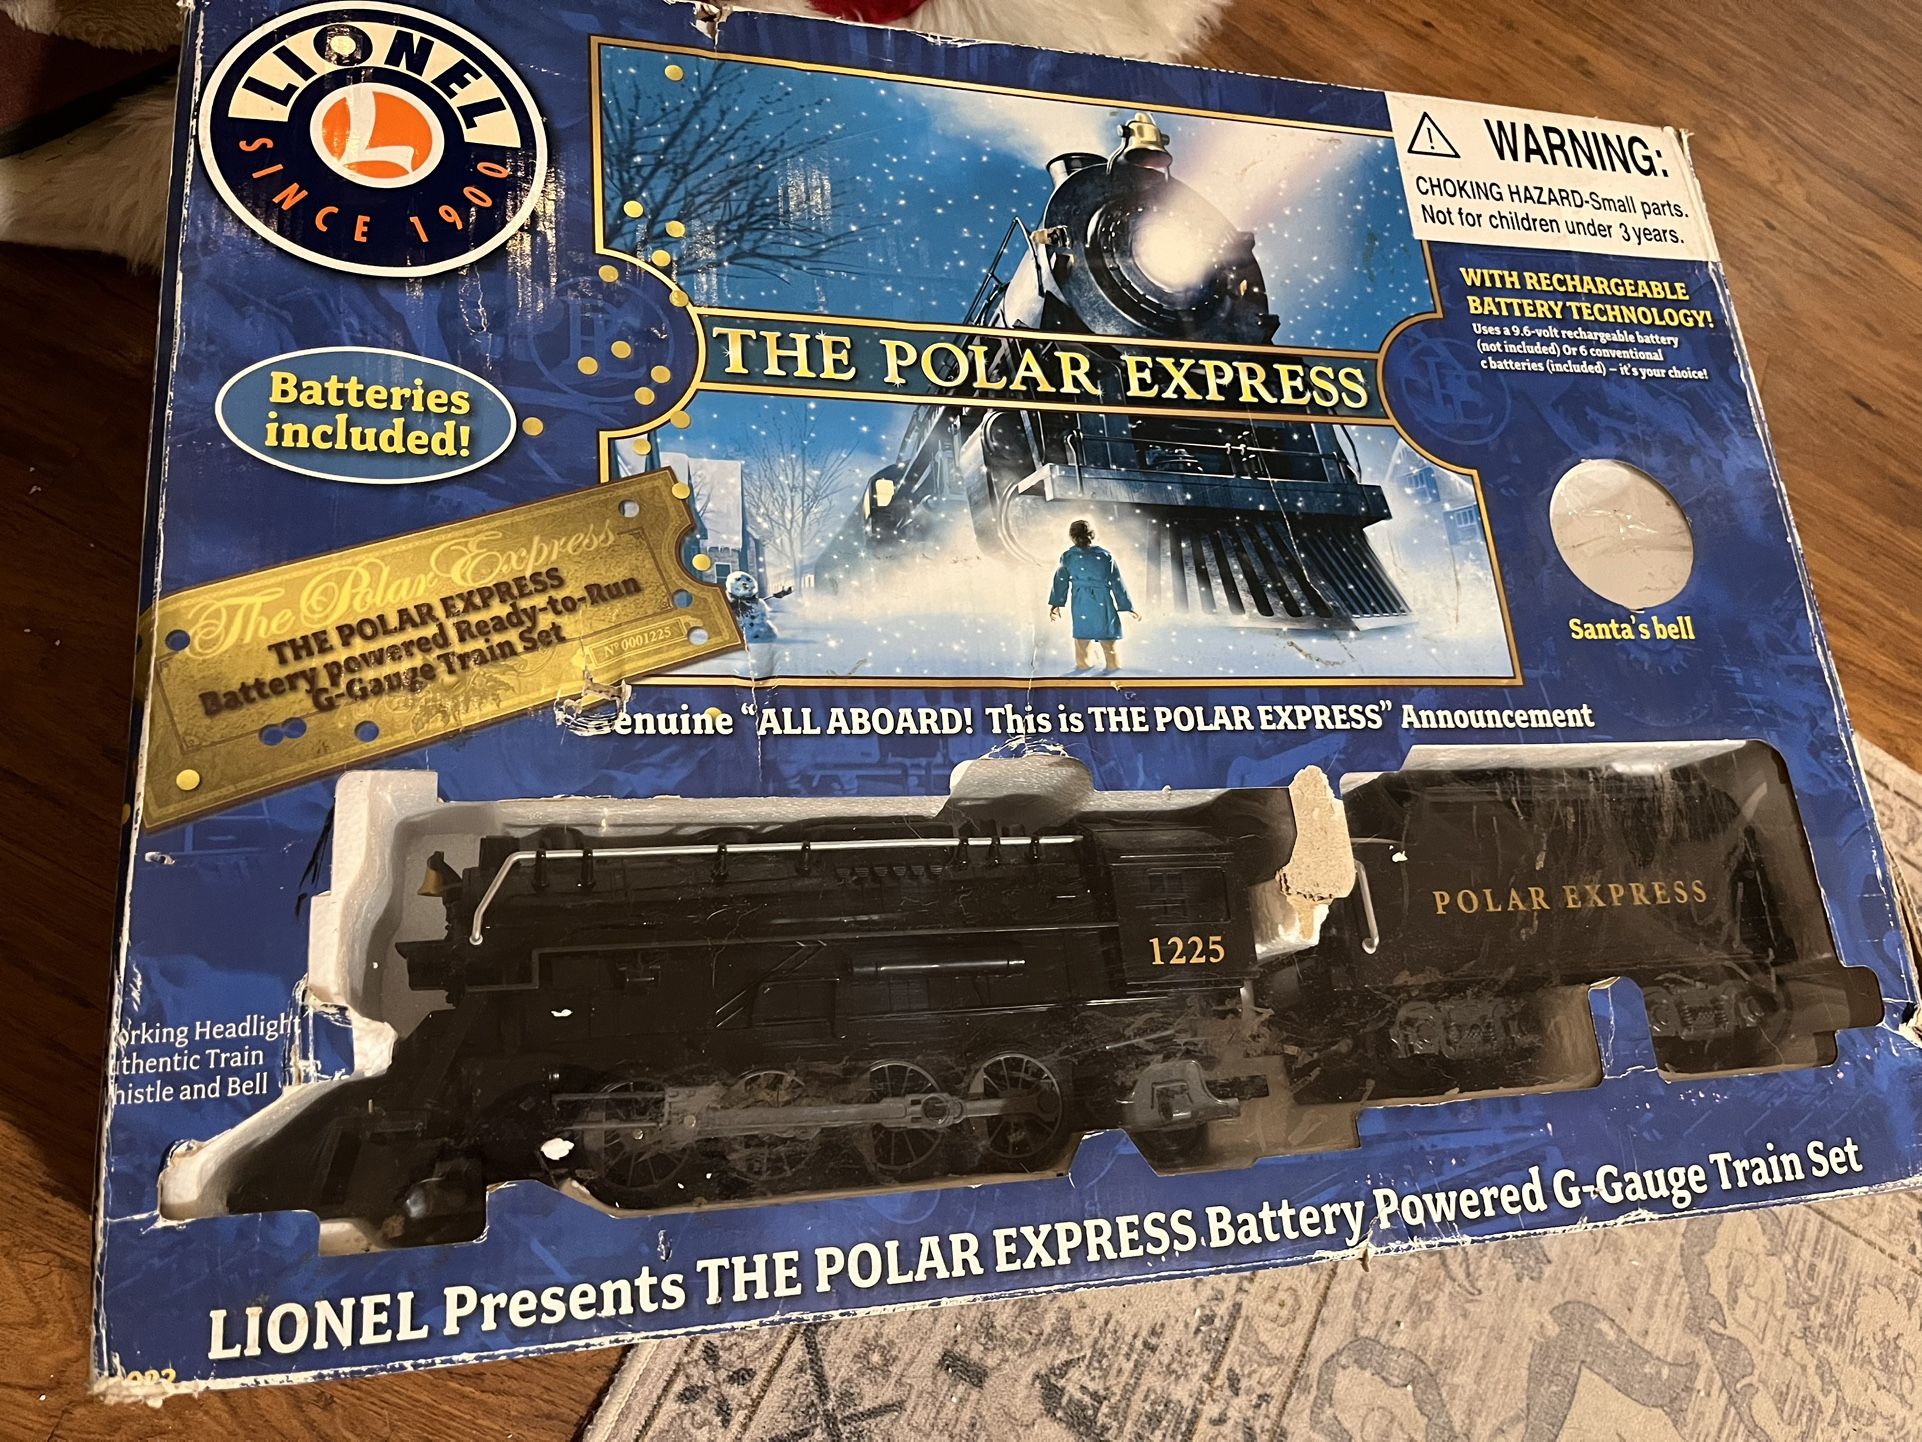 LIONEL
SINCE 1900
WARNING:
CHOKING HAZARD-Small parts.
Not for children under 3 years.
WITH RECHARGEABLE
BATTERY TECHNOLOGY!
Uses a 9.6-volt rechargeable battery
(not included) Or 6 conventional
c batteries (included) – it's your choice!
THE POLAR EXPRESS
Batteries
included!
The Polar Express
THE POLAR EXPRESS
Battery powered Ready-to-Run
G-Gauge Train Set
Nº 0001225
Santa's bell
enuine "ALL ABOARD! This is THE POLAR EXPRESS" Announcement
POLAR EXPRESS
1225
orking Headlight
uthentic Train
histle and Bell
LIONEL Presents THE POLAR EXPRESS Battery Powered G-Gauge Train Set